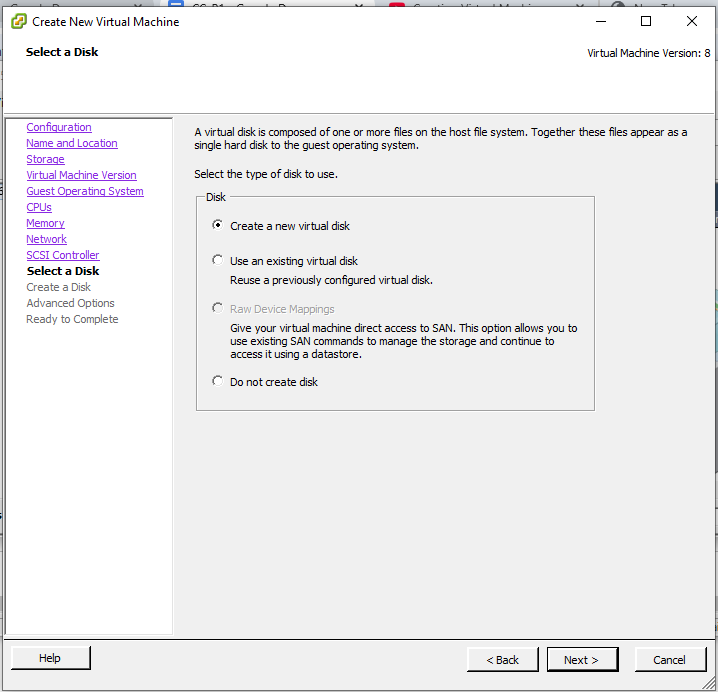 Create New Virtual Machine
Select a Disk
Virtual Machine Version: 8
Configuration
Name and Location
Storage
Virtual Machine Version
Guest Operating System
CPUs
Memory
Network
SCSI Controller
Select a Disk
Create a Disk
Advanced Options
Ready to Complete
A virtual disk is composed of one or more files on the host file system. Together these files appear as a
single hard disk to the guest operating system.
Select the type of disk to use.
Disk
Create a new virtual disk
Use an existing virtual disk
Reuse a previously configured virtual disk.
Raw Device Mappings
Give your virtual machine direct access to SAN. This option allows you to
use existing SAN commands to manage the storage and continue to
access it using a datastore.
Do not create disk
Help
< Back
Next >
Cancel